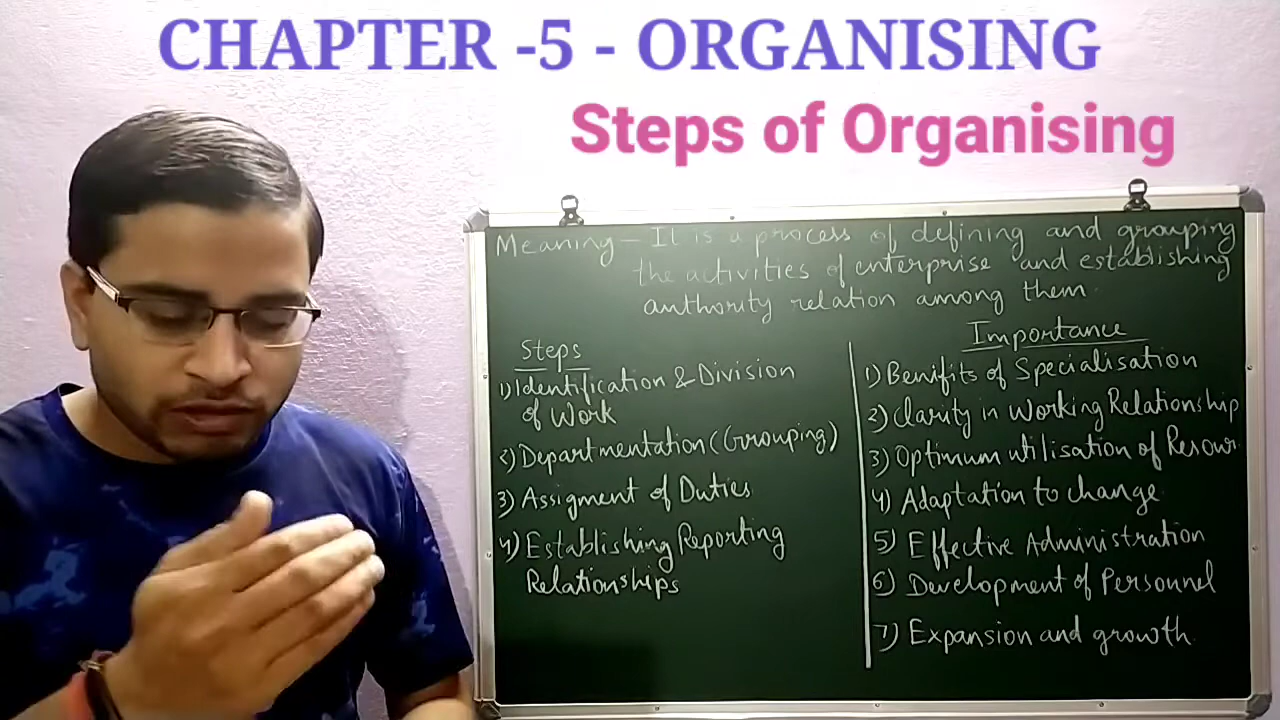 CHAPTER -5 - ORGANISING
Steps of Organising
Meaning - It is a process of defining and grouping
the activities of enterprise and establishing
authority relation among them.
Steps
1) Identification & Division
of Work
2) Departmentation (Grouping)
3) Assigment of Duties
4) Establishing Reporting
Relationships
Importance
1) Benifits of Specialisation
2) Clarity in Working Relationship
3) Optimum utilisation of Resour
4) Adaptation to change
5) Effective Administration
6) Development of Personnel
7) Expansion and growth.